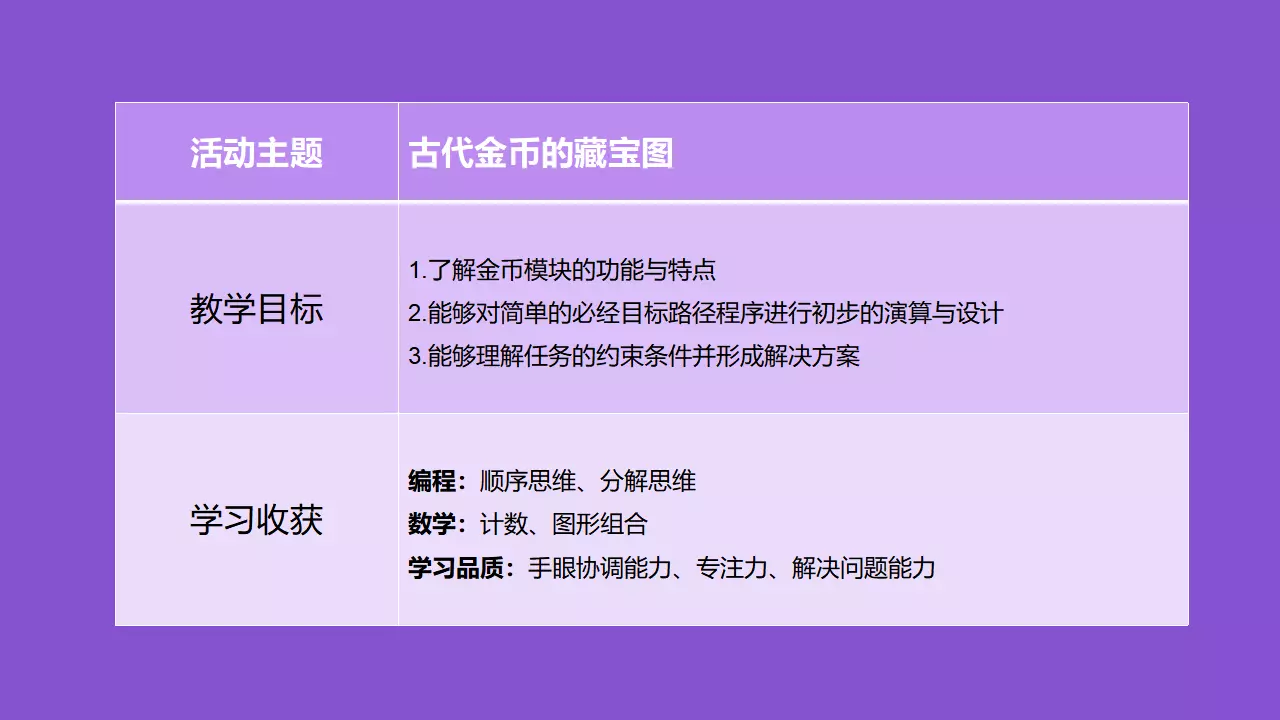 活动主题
古代金币的藏宝图
教学目标
1.了解金币模块的功能与特点
2.能够对简单的必经目标路径程序进行初步的演算与设计
3.能够理解任务的约束条件并形成解决方案
学习收获
编程：顺序思维、分解思维
数学：计数、图形组合
学习品质：手眼协调能力、专注力、解决问题能力